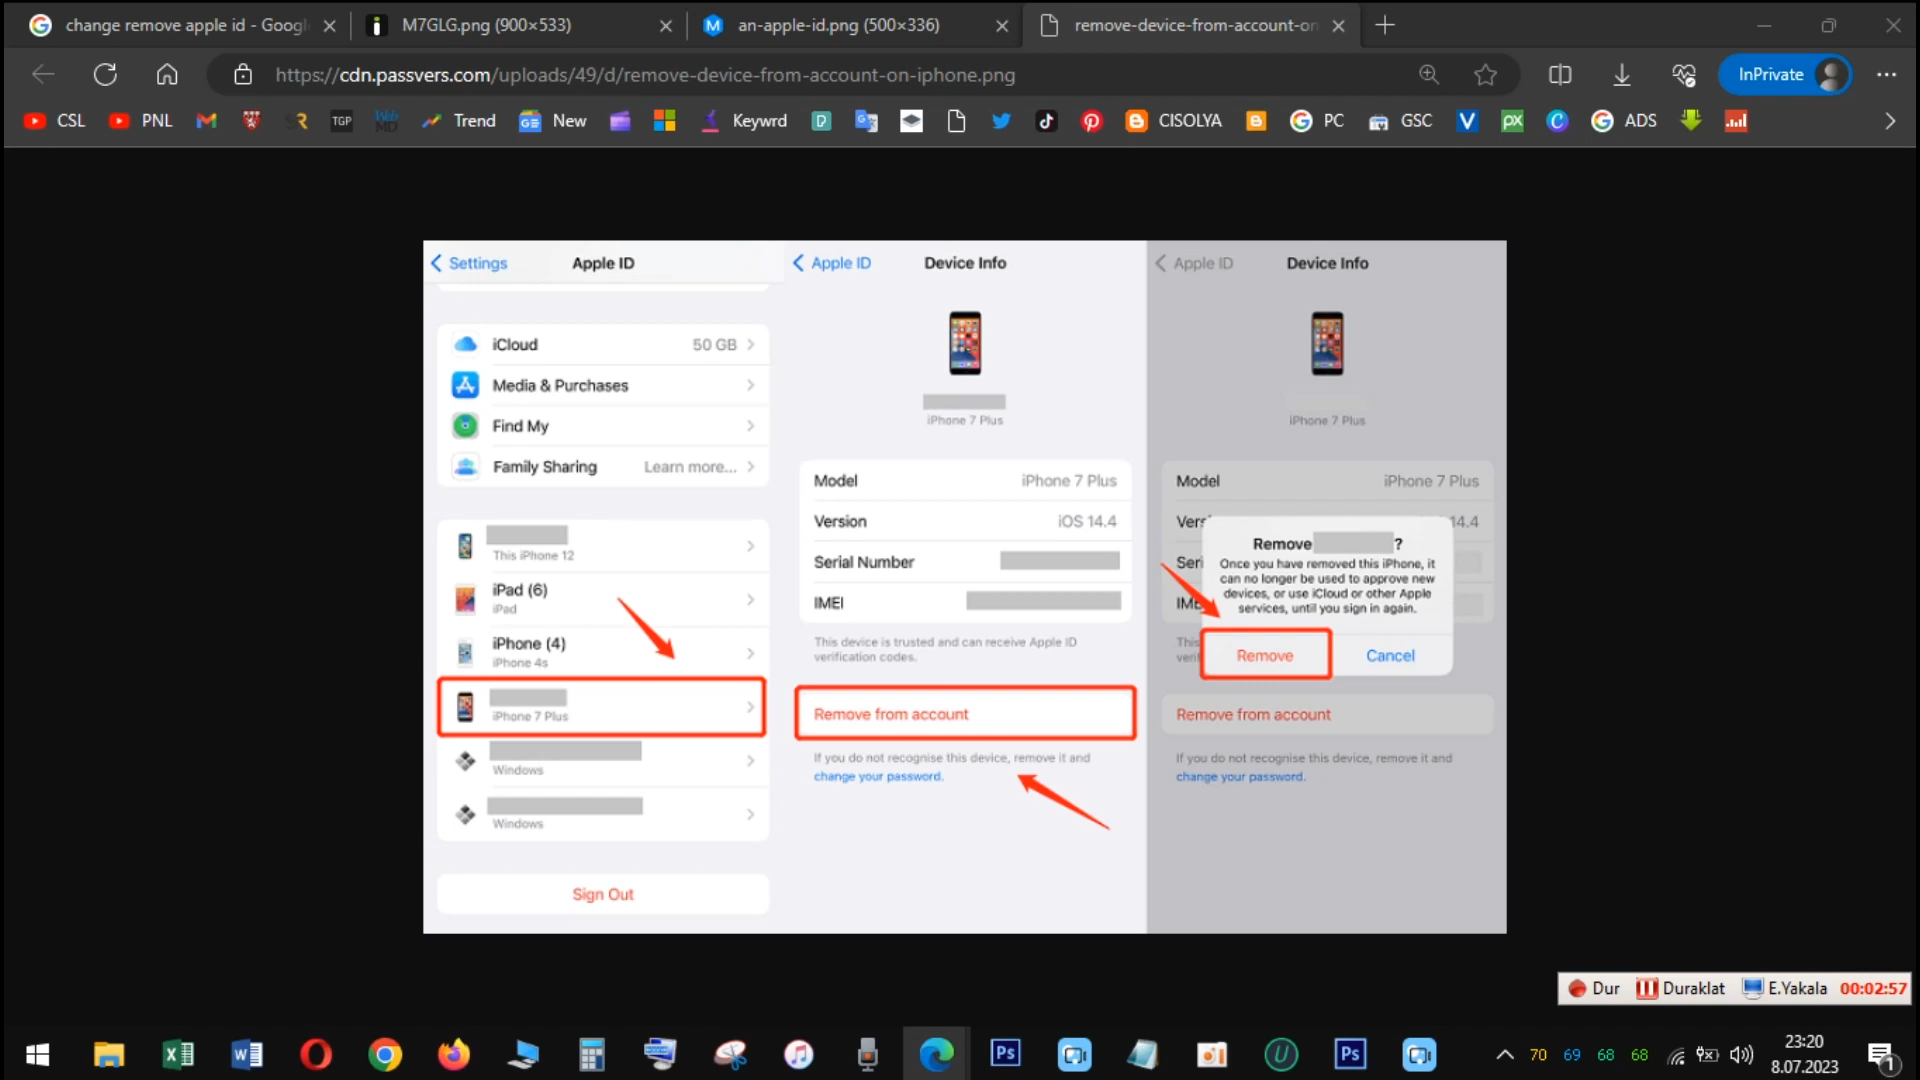 change remove apple id - Googl
M7GLG.png (900×533)
an-apple-id.png (500×336)
remove-device-from-account-on
https://cdn.passvers.com/uploads/49/d/remove-device-from-account-on-iphone.png
InPrivate
CSL
PNL
TGP
Trend
New
Keywrd
CISOLYA
PC
GSC
ADS
Settings
Apple ID
iCloud
50 GB
Media & Purchases
Find My
Family Sharing
Learn more...
This iPhone 12
iPad (6)
iPad
iPhone (4)
iPhone 4s
iPhone 7 Plus
Windows
Windows
Sign Out
Apple ID
Device Info
iPhone 7 Plus
Model
iPhone 7 Plus
Version
iOS 14.4
Serial Number
IMEI
This device is trusted and can receive Apple ID
verification codes.
Remove from account
If you do not recognise this device, remove it and
change your password.
Apple ID
Device Info
iPhone 7 Plus
Model
iPhone 7 Plus
Vers
14.4
Seri
IME
This
verif
Remove ?
Once you have removed this iPhone, it
can no longer be used to approve new
devices, or use iCloud or other Apple
services, until you sign in again.
Remove
Cancel
Remove from account
If you do not recognise this device, remove it and
change your password.
Dur
Duraklat
E.Yakala
00:02:57
70
69
68
68
23:20
8.07.2023
1